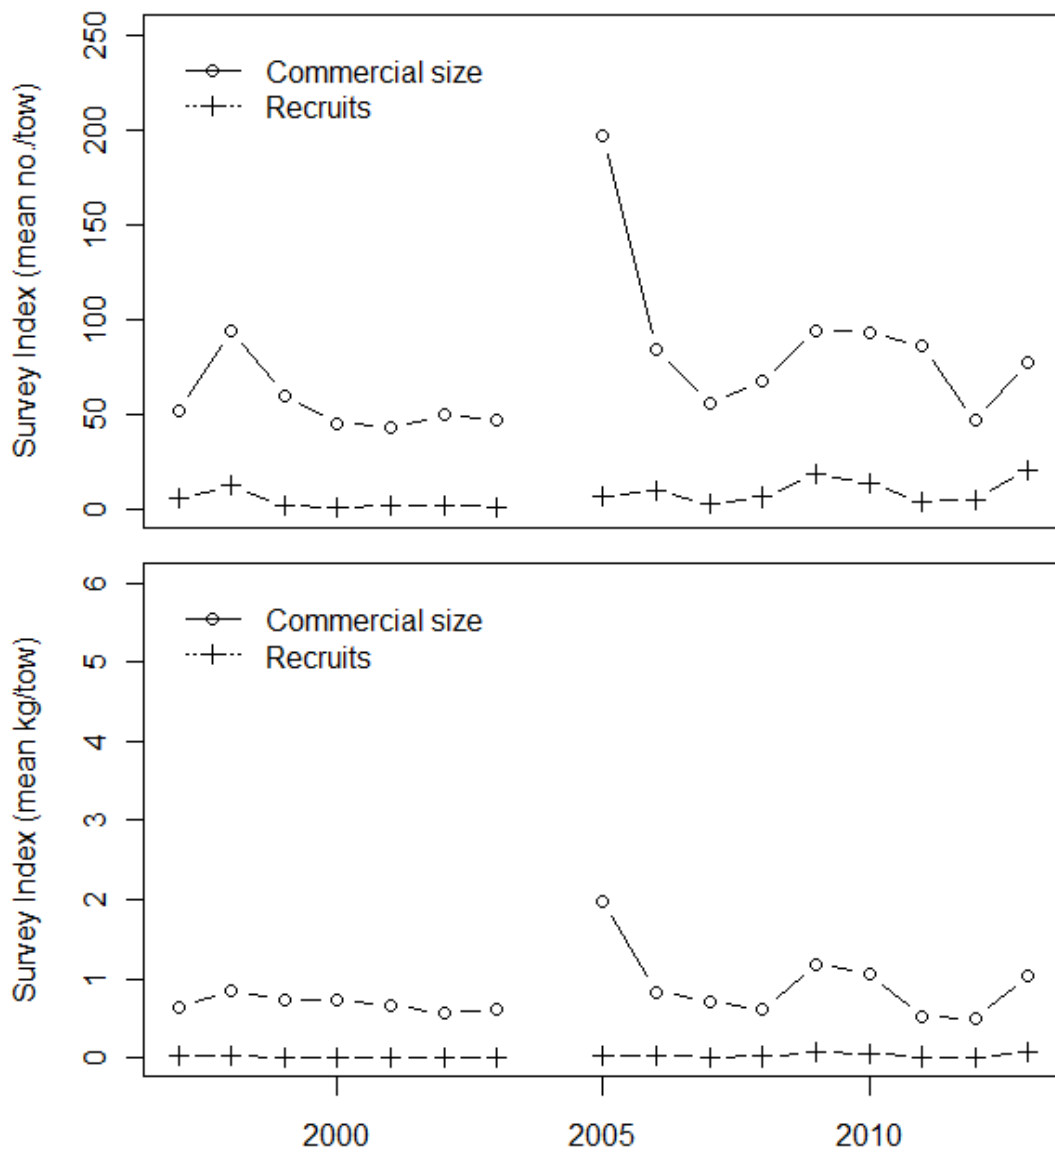 Survey Index (mean no./tow)
250
200
150
100
50
0
Commercial size
Recruits
Survey Index (mean kg/tow)
6
5
4
3
2
1
0
Commercial size
Recruits
2000 2005 2010